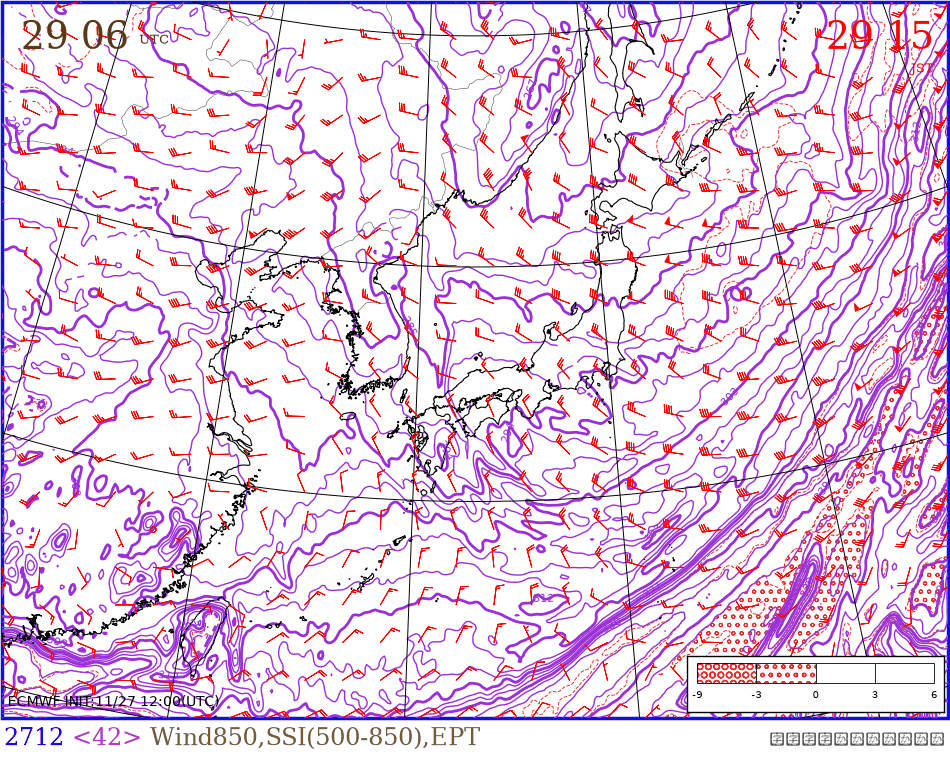 29 06 UTC
29 15 JST
312
-9 -3 0 3 6
ECMWF INIT:11/27 12:00(UTC)
2712 <42> Wind850,SSI(500-850),EPT